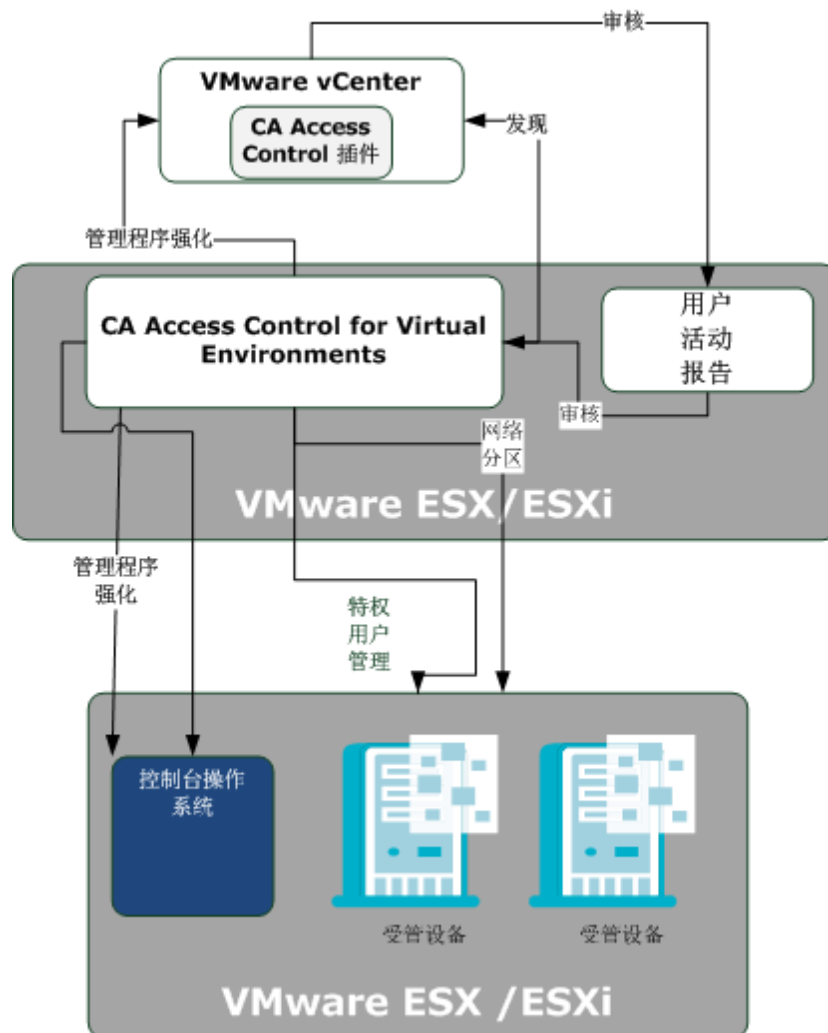 审核
VMware vCenter
CA Access
Control 插件
发现
管理程序强化
CA Access Control for Virtual
Environments
用户
活动
报告
审核
网络
分区
VMware ESX/ESXi
管理程序
强化
特权
用户
管理
控制台操作
系统
受管设备
受管设备
VMware ESX /ESXi